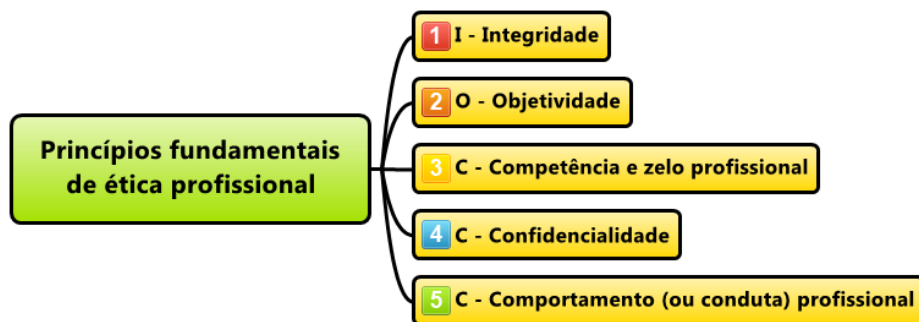 Princípios fundamentais
de ética profissional
1 I - Integridade
2 O - Objetividade
3 C - Competência e zelo profissional
4 C - Confidencialidade
5 C - Comportamento (ou conduta) profissional